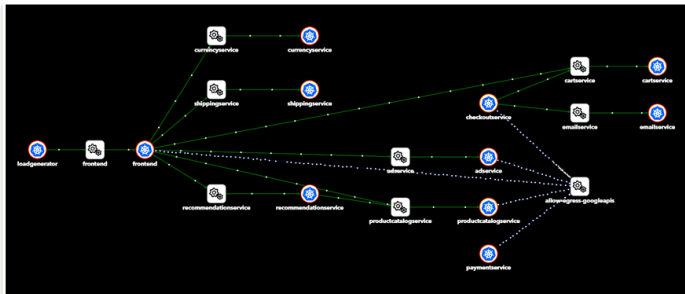 currencyservice
currencyservice
cartservice
cartservice
shippingservice
shippingservice
checkoutservice
emailservice
emailservice
loadgenerator
frontend
frontend
adservice
adservice
allow-egress-googleapis
recommendationservice
recommendationservice
productcatalogservice
productcatalogservice
paymentservice